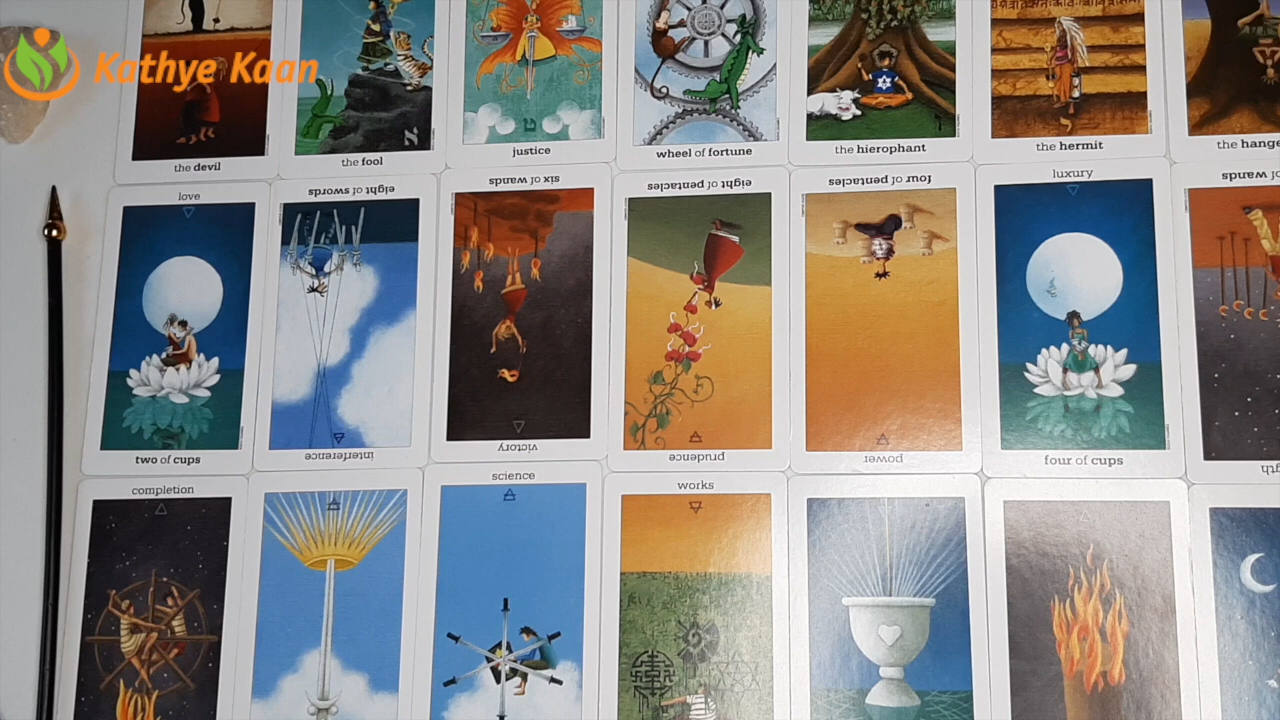 Kathye Kaan
the devil
the fool
justice
wheel of fortune
the hierophant
the hermit
the hange
love
eight of swords
six of wands
eight of pentacles
four of pentacles
luxury
two of cups
interference
victory
prudence
power
four of cups
completion
science
works